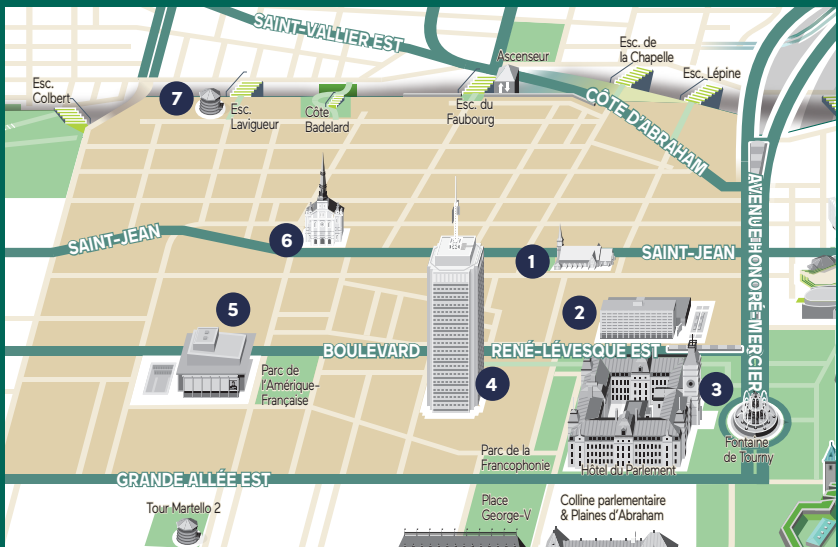 SAINT-VALLIER EST
Ascenseur
Esc. de
la Chapelle
Esc. Lépine
Esc.
Colbert
7
Esc.
Lavigueur
Côte
Badelard
Esc. du
Faubourg
CÔTE D'ABRAHAM
AVENUE HONORÉ-MERCIER
SAINT-JEAN
6
1
SAINT-JEAN
5
2
BOULEVARD
RENÉ-LÉVESQUE EST
Parc de
l'Amérique-
Française
4
3
Parc de la
Francophonie
Hôtel du Parlement
Fontaine
de Tourny
GRANDE ALLÉE EST
Tour Martello 2
Place
George-V
Colline parlementaire
& Plaines d'Abraham